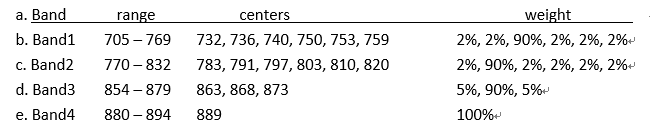 a. Band range centers weight
b. Band1 705 – 769 732, 736, 740, 750, 753, 759 2%, 2%, 90%, 2%, 2%, 2%
c. Band2 770 – 832 783, 791, 797, 803, 810, 820 2%, 90%, 2%, 2%, 2%, 2%
d. Band3 854 – 879 863, 868, 873 5%, 90%, 5%
e. Band4 880 – 894 889 100%